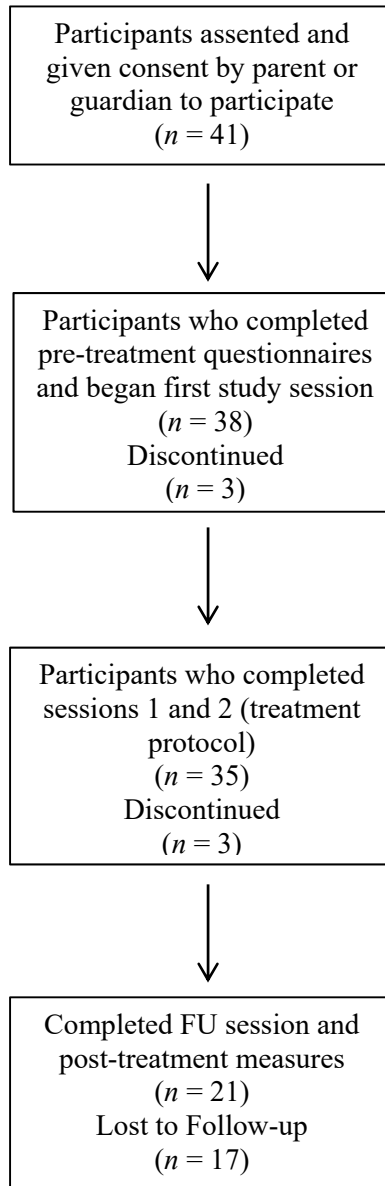 Participants assented and
given consent by parent or
guardian to participate
(n = 41)
Participants who completed
pre-treatment questionnaires
and began first study session
(n = 38)
Discontinued
(n = 3)
Participants who completed
sessions 1 and 2 (treatment
protocol)
(n = 35)
Discontinued
(n = 3)
Completed FU session and
post-treatment measures
(n = 21)
Lost to Follow-up
(n = 17)